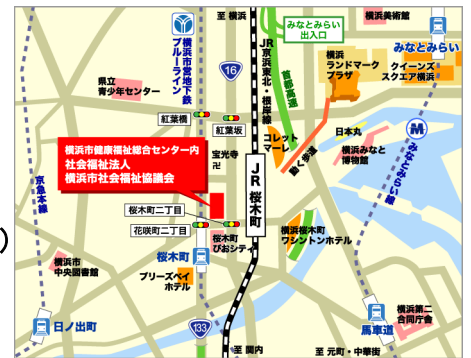 至 横浜
横浜美術館
みなとみらい
出入口
みなとみらい
横浜市営地下鉄
ブルーライン
16
JR京浜東北・根岸線
首都高速
横浜
ランドマーク
プラザ
クイーンズ
スクエア横浜
県立
青少年センター
紅葉橋
紅葉坂
コレット
マーレ
日本丸
横浜みなと
博物館
動く歩道
M
みなとみらい線
横浜市健康福祉総合センター内
社会福祉法人
横浜市社会福祉協議会
宝光寺
卍
JR 桜木町
京急本線
)
桜木町二丁目
花咲町二丁目
桜木町
ぴおシティ
横浜桜木町
ワシントンホテル
横浜市
中央図書館
桜木町
ブリーズベイ
ホテル
日ノ出町
133
至 関内
馬車道
横浜第二
合同庁舎
至 元町・中華街